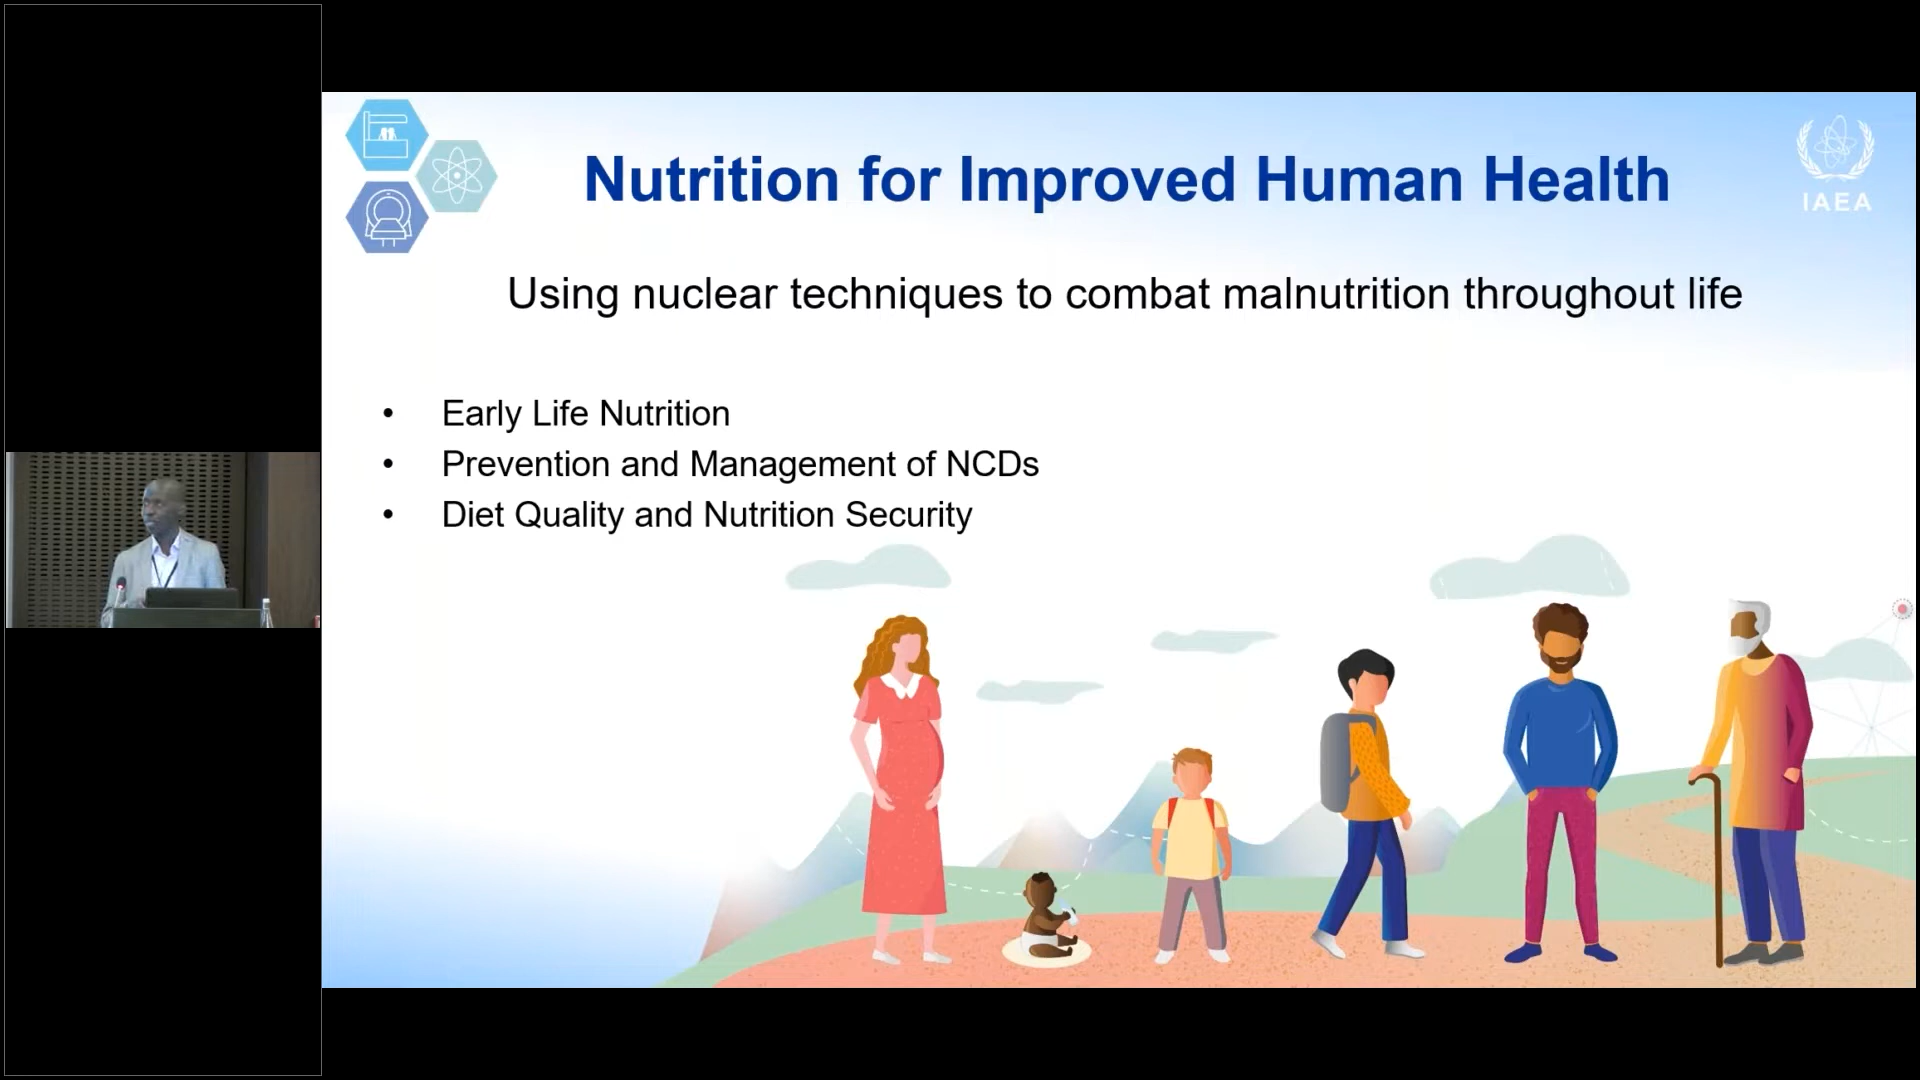 Nutrition for Improved Human Health
IAEA
Using nuclear techniques to combat malnutrition throughout life
• Early Life Nutrition
• Prevention and Management of NCDs
• Diet Quality and Nutrition Security